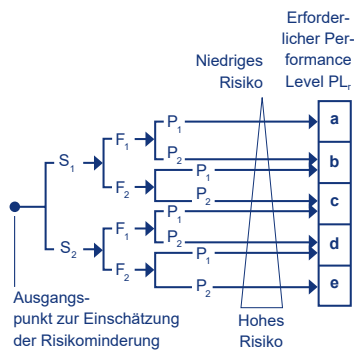 Erforder-
licher Per-
formance
Level PLr
Niedriges
Risiko
P1
a
F1
P2
b
S1
P1
F2
P2
c
P1
F1
P2
d
S2
P1
F2
P2
e
Ausgangs-
punkt zur Einschätzung
der Risikominderung
Hohes
Risiko